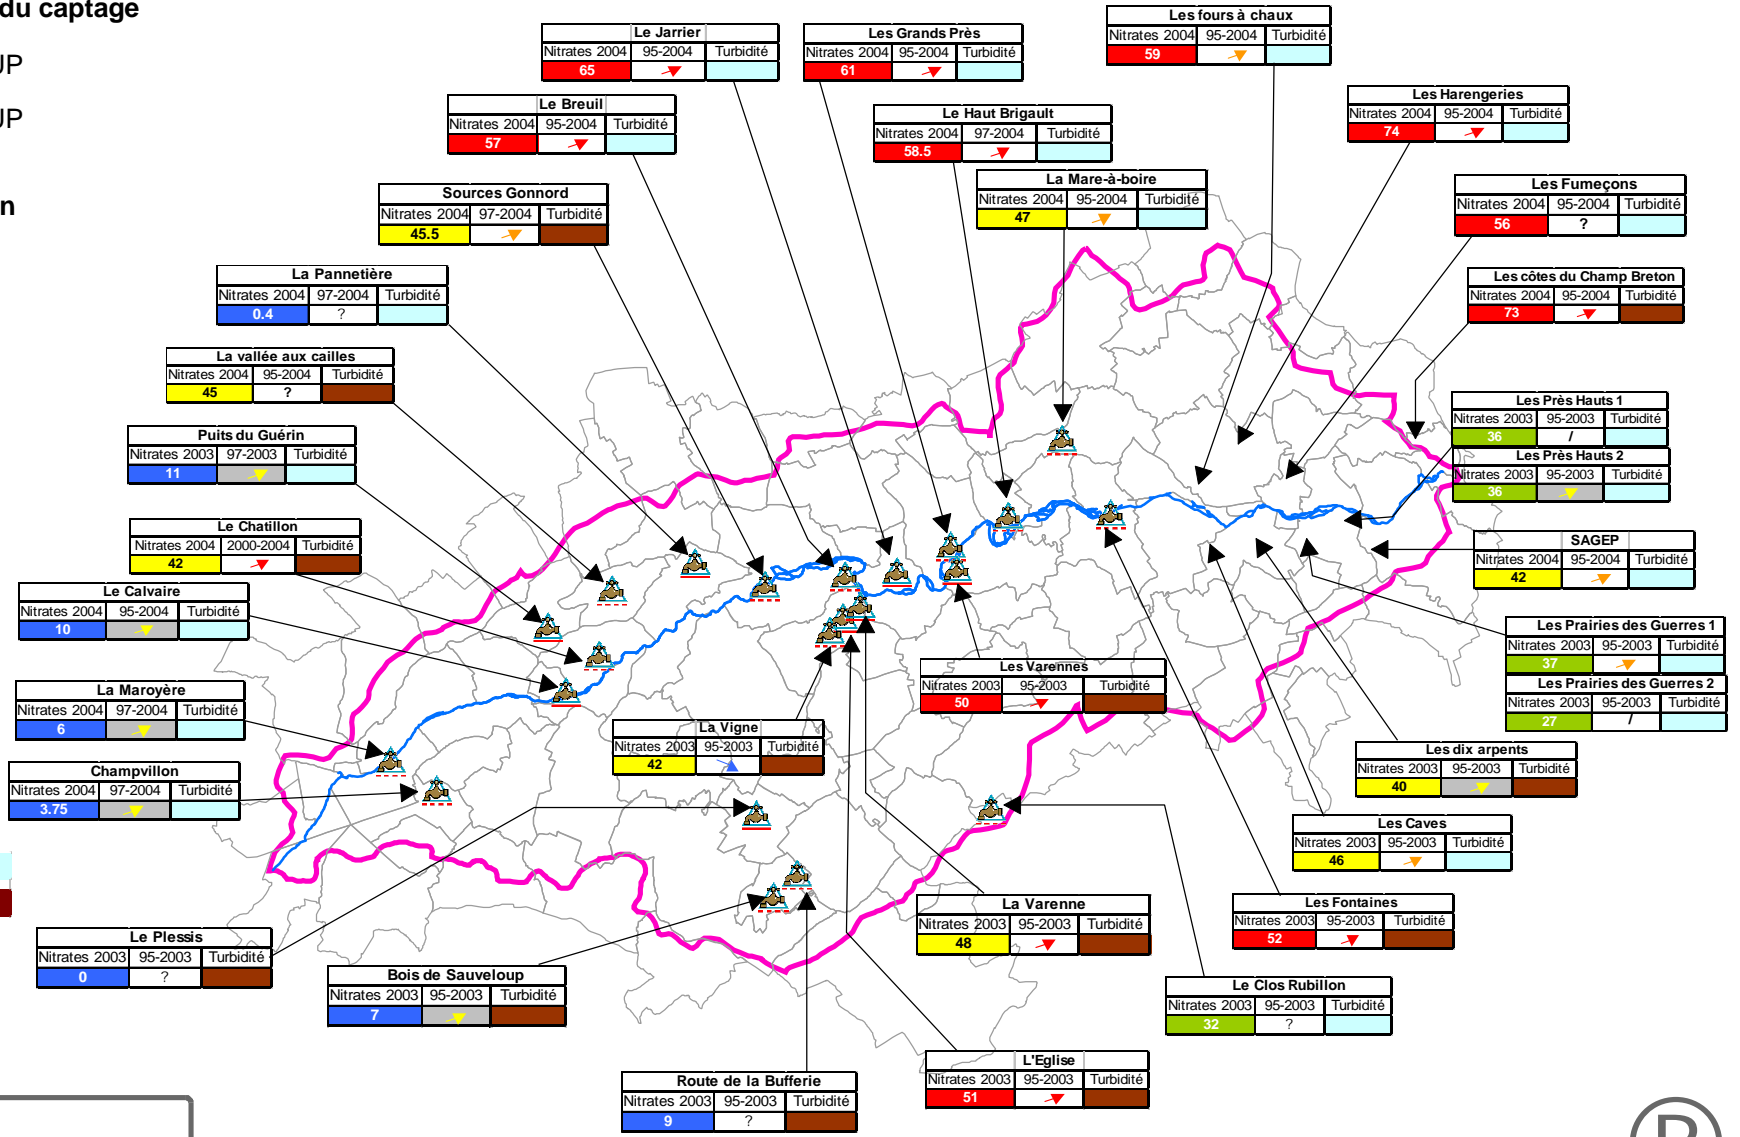 du captage
UP
UP
n
Le Jarrier
Nitrates 2004 95-2004 Turbidité
65
Les Grands Près
Nitrates 2004 95-2004 Turbidité
61
Les fours à chaux
Nitrates 2004 95-2004 Turbidité
59
Le Breuil
Nitrates 2004 95-2004 Turbidité
57
Le Haut Brigault
Nitrates 2004 97-2004 Turbidité
58.5
Les Harengeries
Nitrates 2004 95-2004 Turbidité
74
Sources Gonnord
Nitrates 2004 97-2004 Turbidité
45.5
La Mare-à-boire
Nitrates 2004 95-2004 Turbidité
47
Les Fumeçons
Nitrates 2004 95-2004 Turbidité
56 ?
La Pannetière
Nitrates 2004 97-2004 Turbidité
0.4 ?
Les côtes du Champ Breton
Nitrates 2004 95-2004 Turbidité
73
La vallée aux cailles
Nitrates 2004 95-2004 Turbidité
45 ?
Les Près Hauts 1
Nitrates 2003 95-2003 Turbidité
36 /
Les Près Hauts 2
Nitrates 2003 95-2003 Turbidité
36
Puits du Guérin
Nitrates 2003 97-2003 Turbidité
11
Le Chatillon
Nitrates 2004 2000-2004 Turbidité
42
SAGEP
Nitrates 2004 95-2004 Turbidité
42
Le Calvaire
Nitrates 2004 95-2004 Turbidité
10
Les Prairies des Guerres 1
Nitrates 2003 95-2003 Turbidité
37
Les Prairies des Guerres 2
Nitrates 2003 95-2003 Turbidité
27 /
Les Varennes
Nitrates 2003 95-2003 Turbidité
50
La Maroyère
Nitrates 2004 97-2004 Turbidité
6
La Vigne
Nitrates 2003 95-2003 Turbidité
42
Les dix arpents
Nitrates 2003 95-2003 Turbidité
40
Champvillon
Nitrates 2004 97-2004 Turbidité
3.75
Les Caves
Nitrates 2003 95-2003 Turbidité
46
La Varenne
Nitrates 2003 95-2003 Turbidité
48
Les Fontaines
Nitrates 2003 95-2003 Turbidité
52
Le Plessis
Nitrates 2003 95-2003 Turbidité
0 ?
Bois de Sauveloup
Nitrates 2003 95-2003 Turbidité
7
Le Clos Rubillon
Nitrates 2003 95-2003 Turbidité
32 ?
L'Eglise
Nitrates 2003 95-2003 Turbidité
51
Route de la Bufferie
Nitrates 2003 95-2003 Turbidité
9 ?